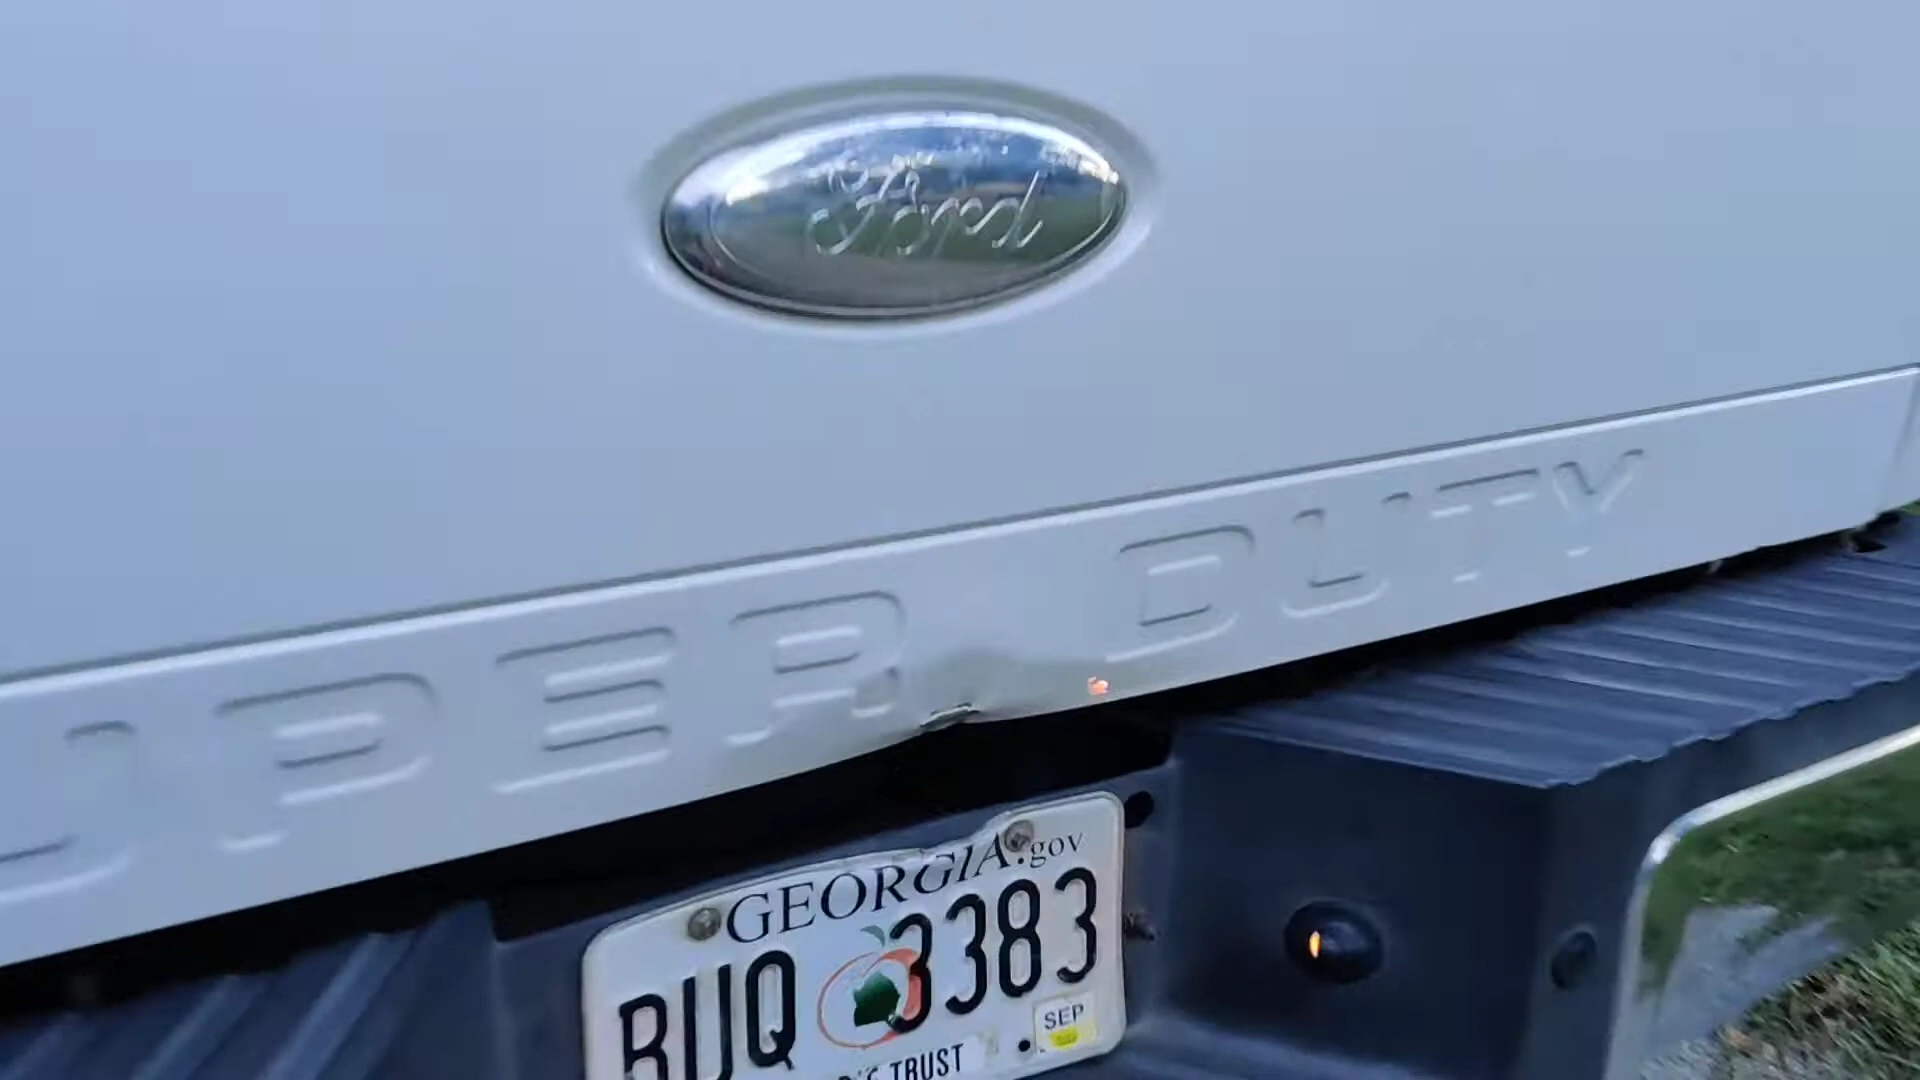 Ford
UPER DUTY
GEORGIA.gov
BUQ 3383
SEP
TRUST